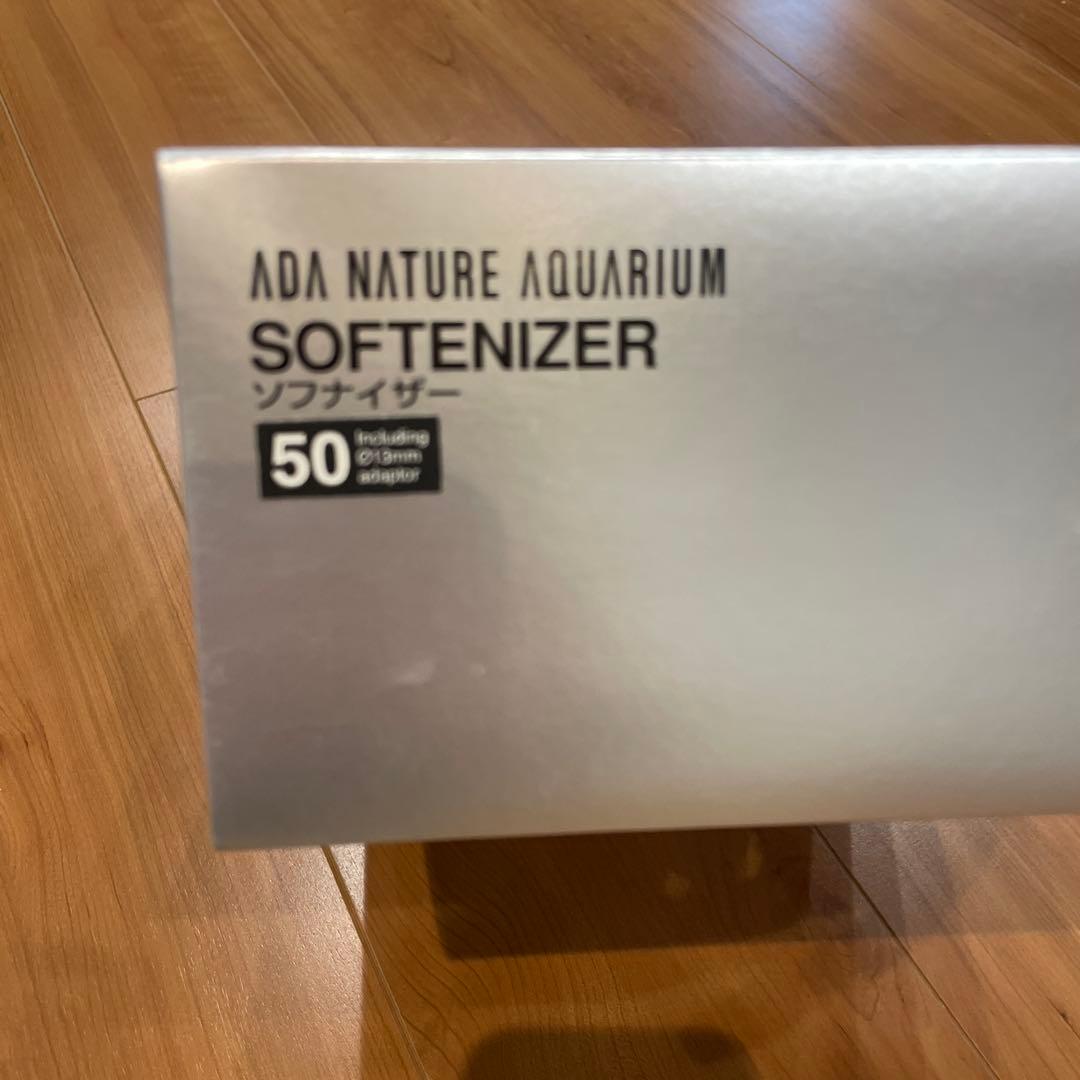 ADA NATURE AQUARIUM
SOFTENIZER
ソフナイザー
50 Including
Ø13mm
adaptor